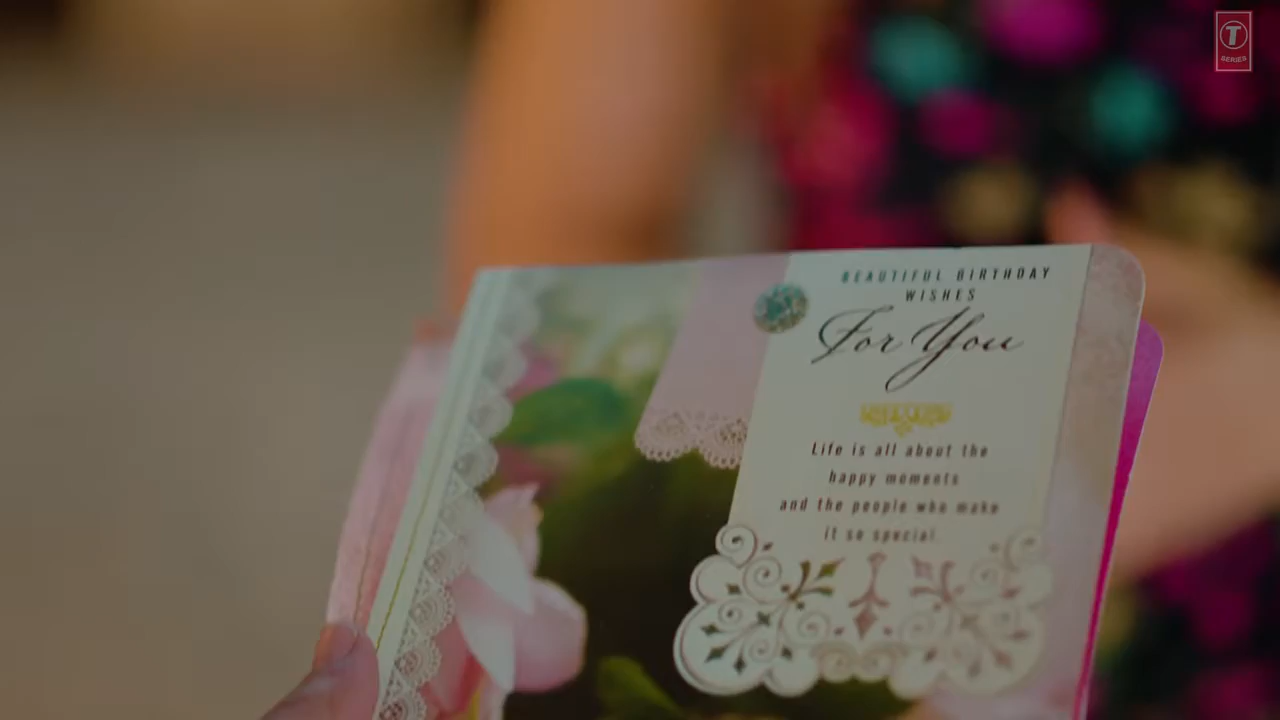 T
SERIES
BEAUTIFUL BIRTHDAY
WISHES
For You
Life is all about the
happy moments
and the people who make
it so special.